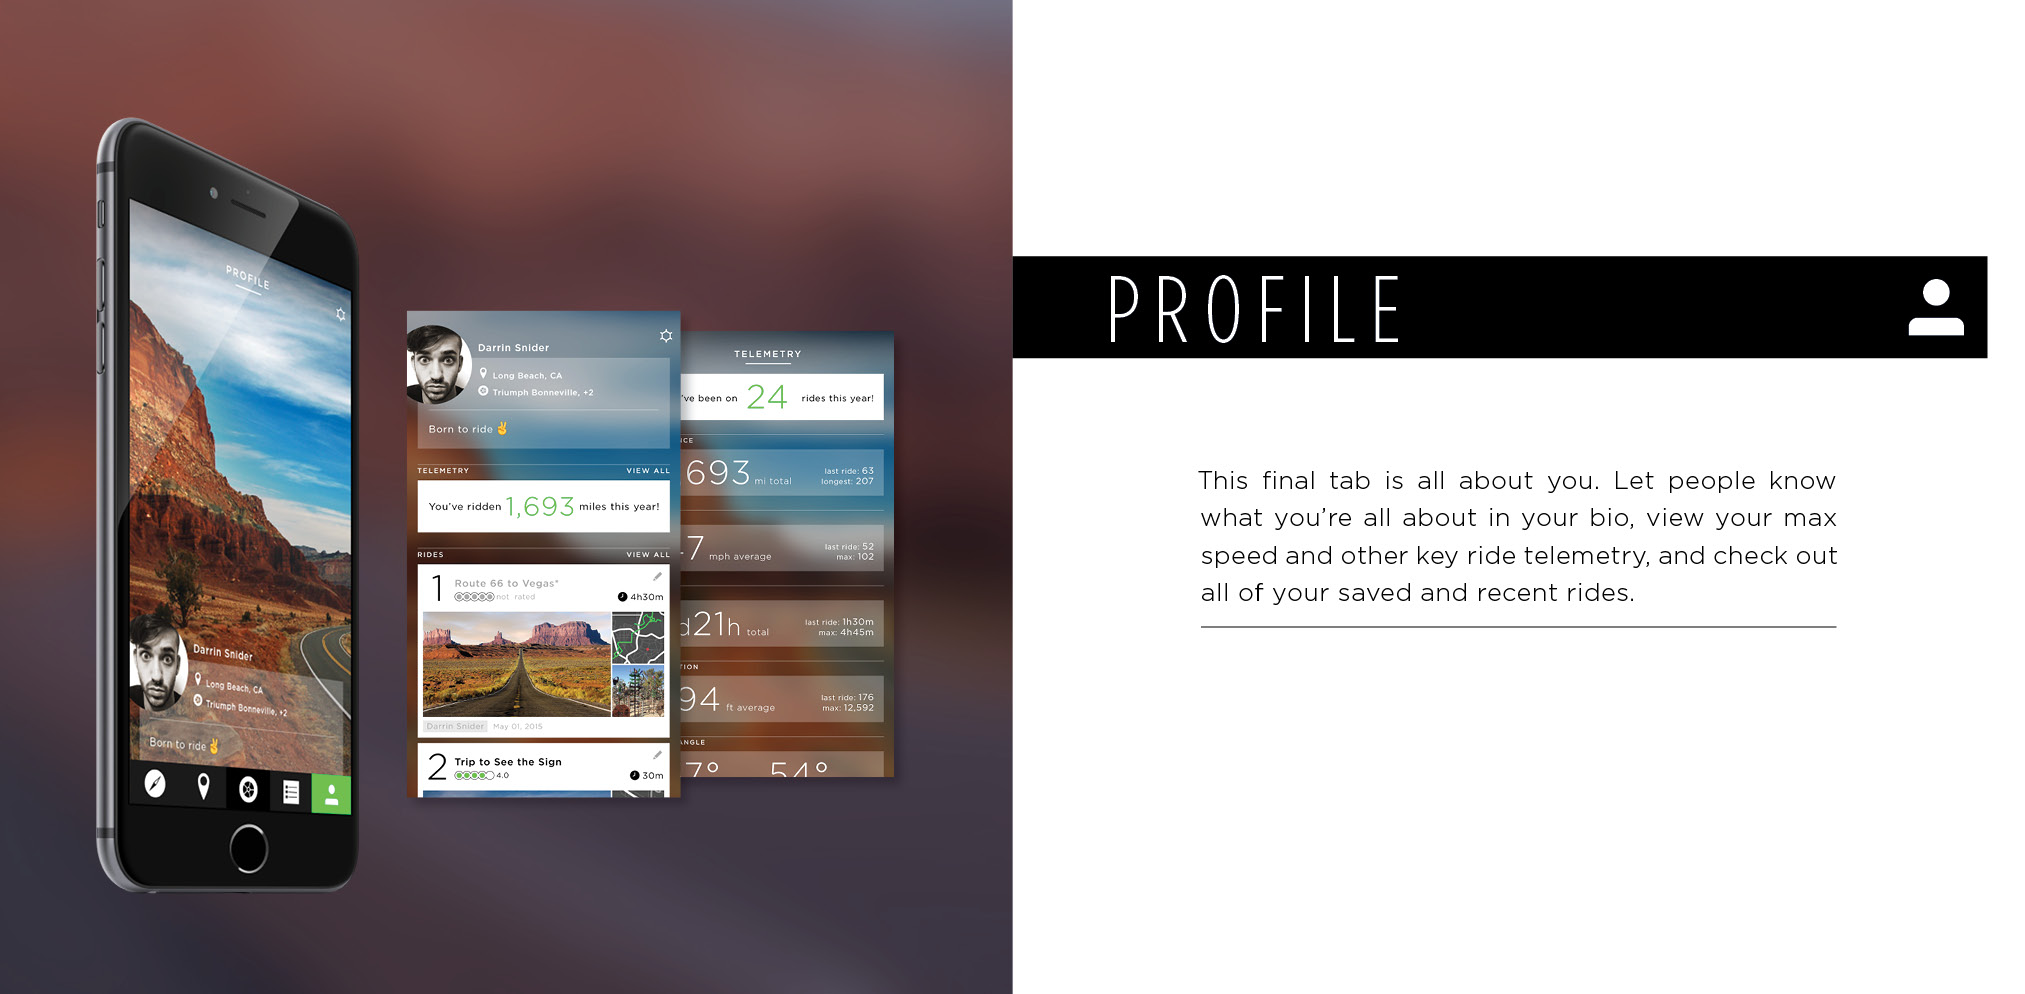 PROFILE
Darrin Snider
Long Beach, CA
Triumph Bonneville, +2
Born to ride ✌
Darrin Snider
Long Beach, CA
Triumph Bonneville, +2
Born to ride ✌
TELEMETRY VIEW ALL
You've ridden 1,693 miles this year!
RIDES VIEW ALL
1 Route 66 to Vegas*
not rated
4h30m
Darrin Snider May 01, 2015
2 Trip to See the Sign
4.0
30m
TELEMETRY
've been on 24 rides this year!
NCE
693 mi total
last ride: 63
longest: 207
7 mph average
last ride: 52
max: 102
d21h total
last ride: 1h30m
max: 4h45m
TION
94 ft average
last ride: 176
max: 12,592
ANGLE
7° 54°
PROFILE
This final tab is all about you. Let people know
what you're all about in your bio, view your max
speed and other key ride telemetry, and check out
all of your saved and recent rides.